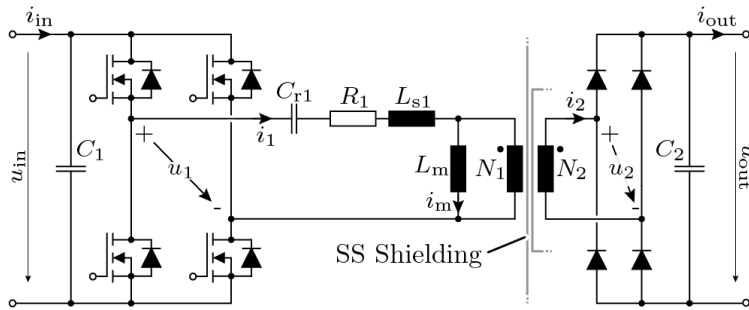 i_in
i_out
C_r1
R_1
L_s1
i_1
i_2
+
+
C_1
u_in
u_1
L_m
N_1
N_2
u_2
C_2
u_out
i_m
-
-
SS Shielding